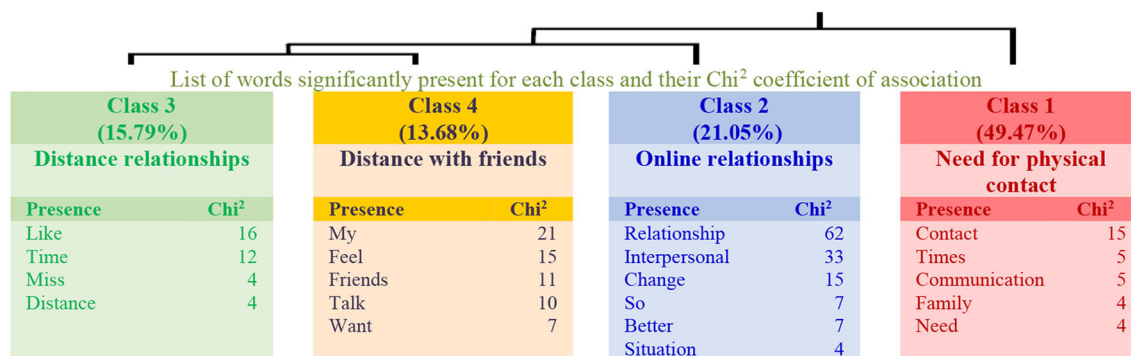 List of words significantly present for each class and their Chi² coefficient of association
Class 3
(15.79%)
Distance relationships
Presence Chi²
Like 16
Time 12
Miss 4
Distance 4
Class 4
(13.68%)
Distance with friends
Presence Chi²
My 21
Feel 15
Friends 11
Talk 10
Want 7
Class 2
(21.05%)
Online relationships
Presence Chi²
Relationship 62
Interpersonal 33
Change 15
So 7
Better 7
Situation 4
Class 1
(49.47%)
Need for physical
contact
Presence Chi²
Contact 15
Times 5
Communication 5
Family 4
Need 4